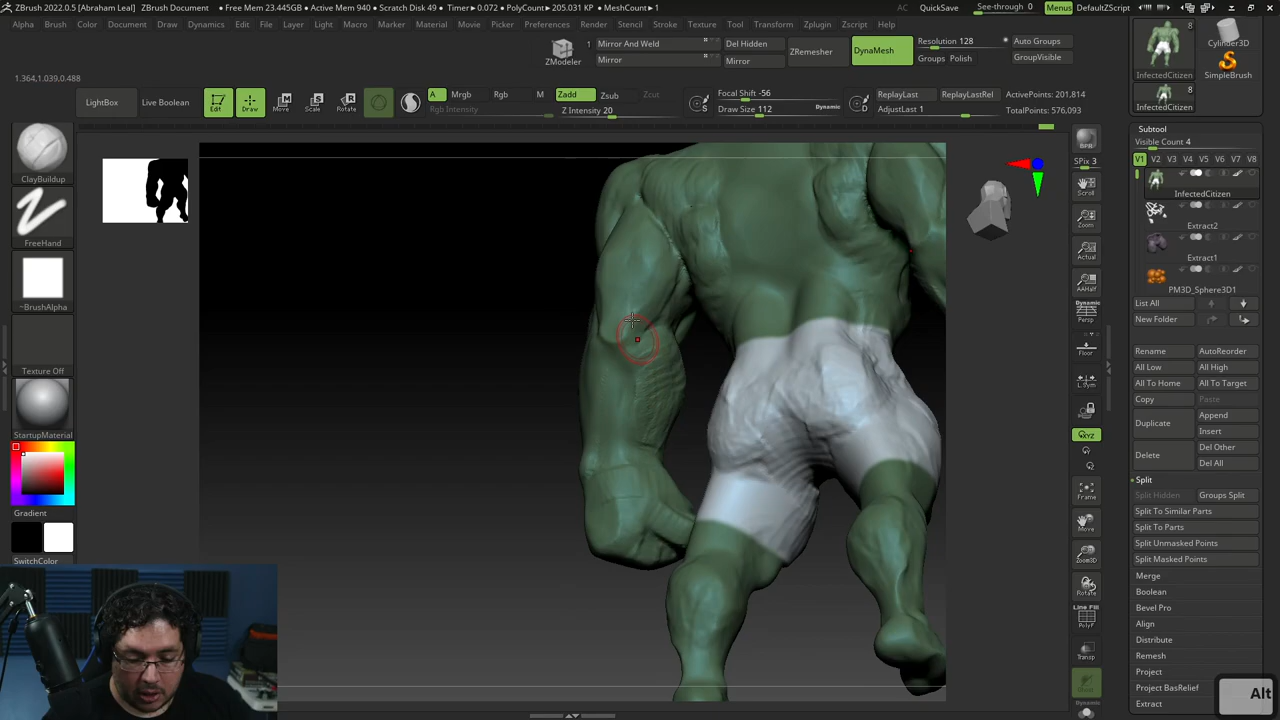 ZBrush 2022.0.5 [Abraham Leal] ZBrush Document • Free Mem 23.445GB • Active Mem 940 • Scratch Disk 49 • Timer▸0.072 • PolyCount▸205.031 KP • MeshCount▸1
AC QuickSave See-through 0 Menus DefaultZScript
Alpha Brush Color Document Draw Dynamics Edit File Layer Light Macro Marker Material Movie Picker Preferences Render Stencil Stroke Texture Tool Transform Zplugin Zscript Help
1.364,1.039,0.488
LightBox
Live Boolean
Edit
Draw
Move
Scale
Rotate
ZModeler
1
Mirror And Weld
Mirror
Del Hidden
Mirror
ZRemesher
DynaMesh
Resolution 128
Groups Polish
Auto Groups
GroupVisible
A Mrgb Rgb M
Rgb Intensity
Zadd Zsub Zcut
Z Intensity 20
S
Focal Shift -56
Draw Size 112
Dynamic
D
ReplayLast ReplayLastRel
AdjustLast 1
ActivePoints: 201,814
TotalPoints: 576,093
ClayBuildup
FreeHand
~BrushAlpha
Texture Off
StartupMaterial
Gradient
SwitchColor
BPR
SPix 3
Scroll
Zoom
Actual
AAHalf
Dynamic
Persp
Floor
L.Sym
XYZ
Frame
Move
Zoom3D
Rotate
Line Fill
PolyF
Transp
Ghost
Dynamic
8
InfectedCitizen
Cylinder3D
SimpleBrush
8
InfectedCitizen
Subtool
Visible Count 4
V1 V2 V3 V4 V5 V6 V7 V8
InfectedCitizen
Extract2
Extract1
PM3D_Sphere3D1
List All
New Folder
Rename
AutoReorder
All Low
All High
All To Home
All To Target
Copy
Paste
Duplicate
Append
Insert
Delete
Del Other
Del All
Split
Split Hidden
Groups Split
Split To Similar Parts
Split To Parts
Split Unmasked Points
Split Masked Points
Merge
Boolean
Bevel Pro
Align
Distribute
Remesh
Project
Project BasRelief
Extract
Alt